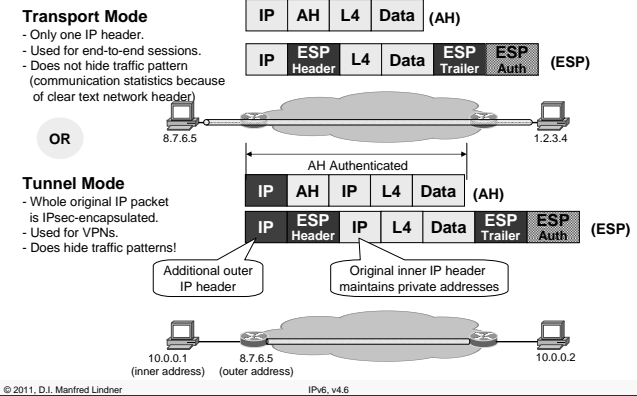 Transport Mode
- Only one IP header.
- Used for end-to-end sessions.
- Does not hide traffic pattern
(communication statistics because
of clear text network header)
IP AH L4 Data (AH)
IP ESP Header L4 Data ESP Trailer ESP Auth (ESP)
8.7.6.5
1.2.3.4
OR
AH Authenticated
Tunnel Mode
- Whole original IP packet
is IPsec-encapsulated.
- Used for VPNs.
- Does hide traffic patterns!
IP AH IP L4 Data (AH)
IP ESP Header IP L4 Data ESP Trailer ESP Auth (ESP)
Additional outer
IP header
Original inner IP header
maintains private addresses
10.0.0.1
(inner address)
8.7.6.5
(outer address)
10.0.0.2
© 2011, D.I. Manfred Lindner
IPv6, v4.6